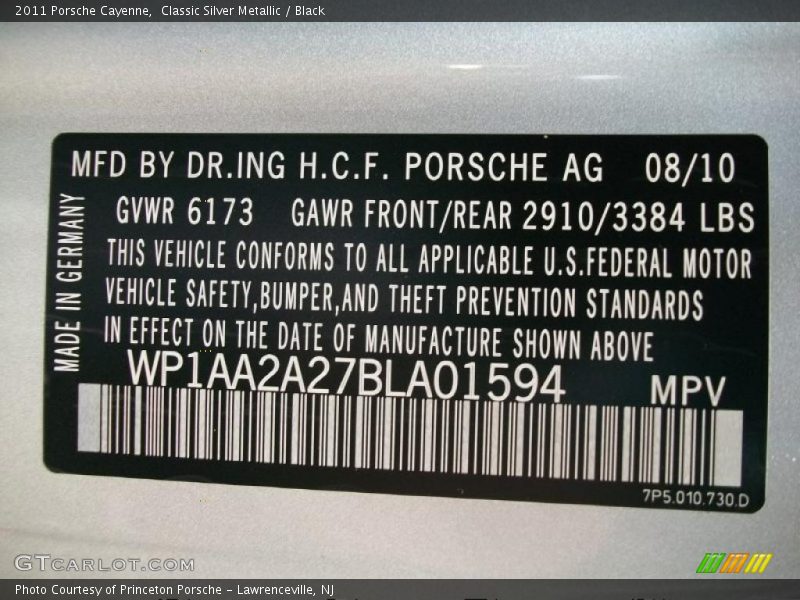 2011 Porsche Cayenne,  Classic Silver Metallic / Black
MFD BY DR.ING H.C.F. PORSCHE AG 08/10
GVWR 6173 GAWR FRONT/REAR 2910/3384 LBS
THIS VEHICLE CONFORMS TO ALL APPLICABLE U.S.FEDERAL MOTOR
VEHICLE SAFETY,BUMPER,AND THEFT PREVENTION STANDARDS
IN EFFECT ON THE DATE OF MANUFACTURE SHOWN ABOVE
MADE IN GERMANY
WP1AA2A27BLA01594 MPV
7P5.010.730.D
GTCARLOT.COM
Photo Courtesy of Princeton Porsche - Lawrenceville, NJ